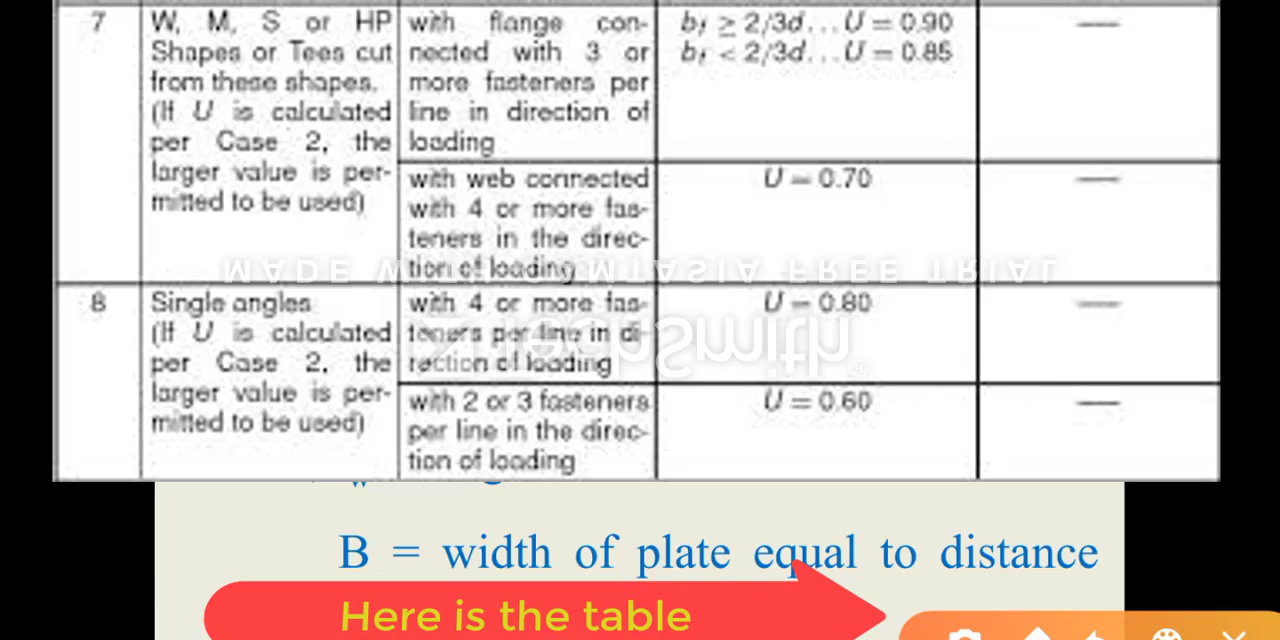 7
W, M, S or HP
Shapes or Tees cut
from these shapes.
(If U is calculated
per Case 2, the
larger value is per-
mitted to be used)
with flange con-
nected with 3 or
more fasteners per
line in direction of
loading
bf ≥ 2/3d...U = 0.90
bf < 2/3d...U = 0.85
—
with web connected
with 4 or more fas-
teners in the direc-
tion of loading
U = 0.70
—
8
Single angles
(If U is calculated
per Case 2, the
larger value is per-
mitted to be used)
with 4 or more fas-
teners per line in di-
rection of loading
U = 0.80
—
with 2 or 3 fasteners
per line in the direc-
tion of loading
U = 0.60
—
MADE WITH CAMTASIA FREE TRIAL
TechSmith
w
B = width of plate equal to distance
Here is the table